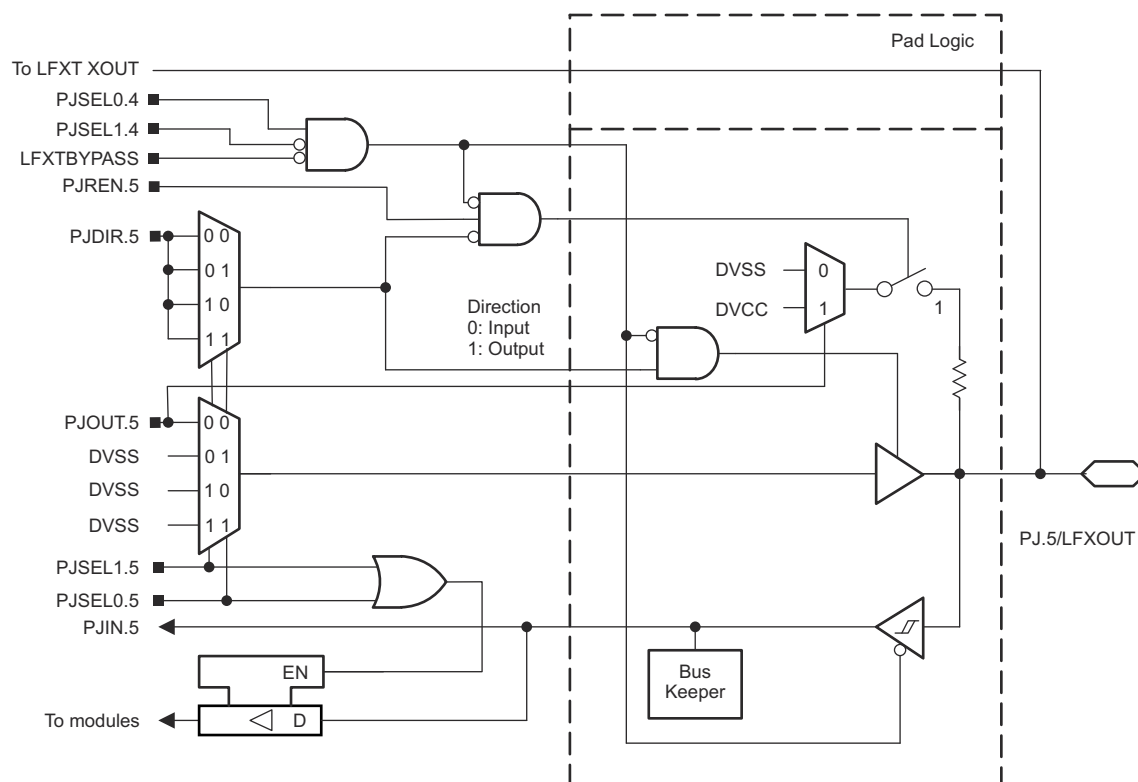 Pad Logic
To LFXT XOUT
PJSEL0.4
PJSEL1.4
LFXTBYPASS
PJREN.5
PJDIR.5
0 0
0 1
1 0
1 1
Direction
0: Input
1: Output
DVSS
0
DVCC
1
1
PJOUT.5
0 0
DVSS
0 1
DVSS
1 0
DVSS
1 1
PJ.5/LFXOUT
PJSEL1.5
PJSEL0.5
PJIN.5
Bus
Keeper
EN
To modules
D